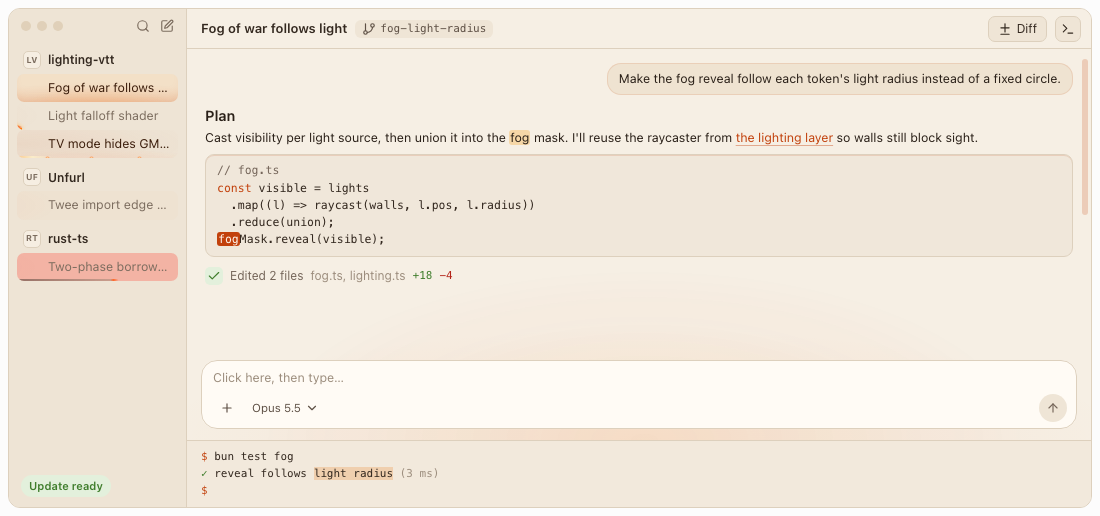 Fog of war follows light
fog-light-radius
Diff
LV lighting-vtt
Fog of war follows ...
Light falloff shader
TV mode hides GM...
UF Unfurl
Twee import edge ...
RT rust-ts
Two-phase borrow...
Update ready
Make the fog reveal follow each token's light radius instead of a fixed circle.
Plan
Cast visibility per light source, then union it into the fog mask. I'll reuse the raycaster from the lighting layer so walls still block sight.
// fog.ts
const visible = lights
.map((l) => raycast(walls, l.pos, l.radius))
.reduce(union);
fogMask.reveal(visible);
Edited 2 files fog.ts, lighting.ts +18 −4
Click here, then type...
Opus 5.5
$ bun test fog
✓ reveal follows light radius (3 ms)
$